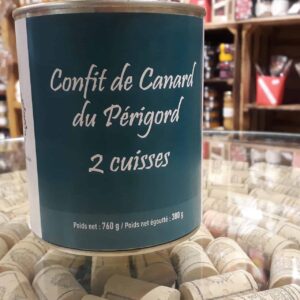 Confit de Canard
du Périgord
2 cuisses
Poids net : 760 g / Poids net égoutté : 380 g